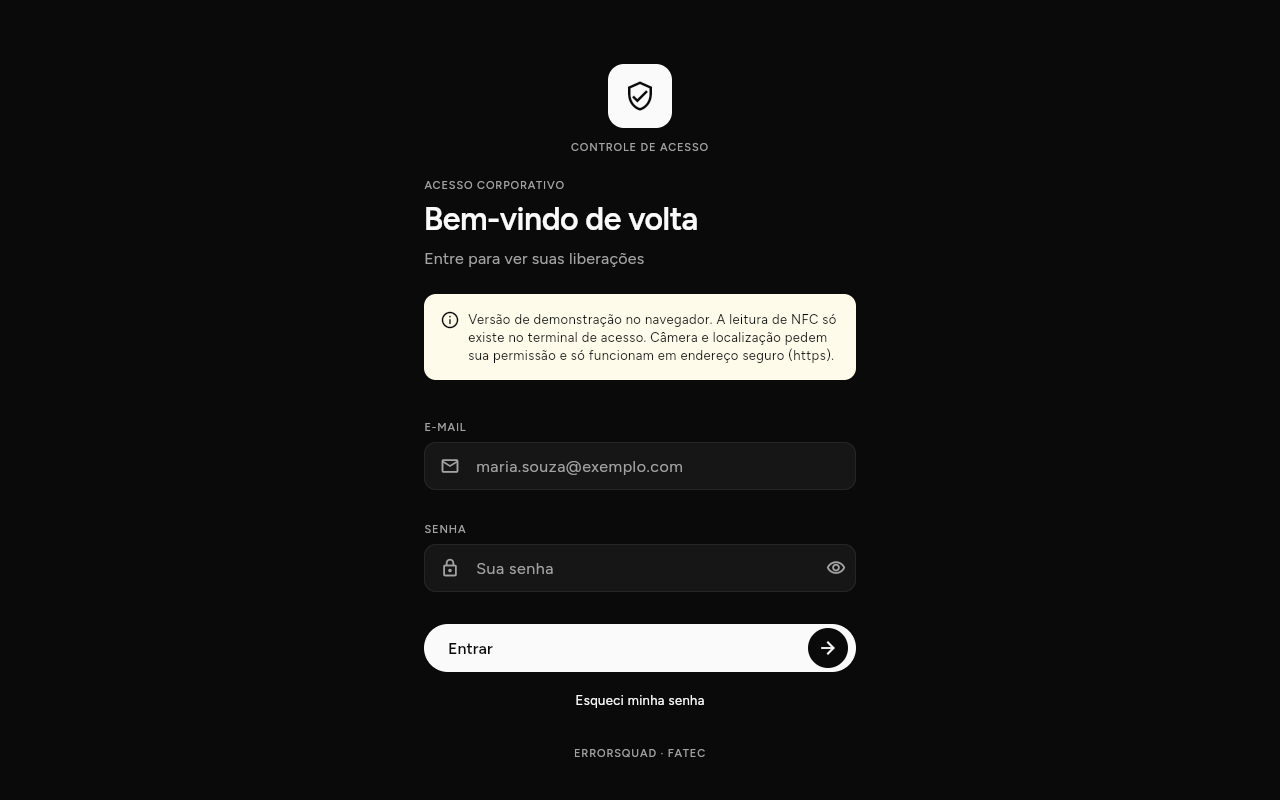 CONTROLE DE ACESSO
ACESSO CORPORATIVO
Bem-vindo de volta
Entre para ver suas liberações
Versão de demonstração no navegador. A leitura de NFC só
existe no terminal de acesso. Câmera e localização pedem
sua permissão e só funcionam em endereço seguro (https).
E-MAIL
maria.souza@exemplo.com
SENHA
Sua senha
Entrar
Esqueci minha senha
ERRORSQUAD · FATEC